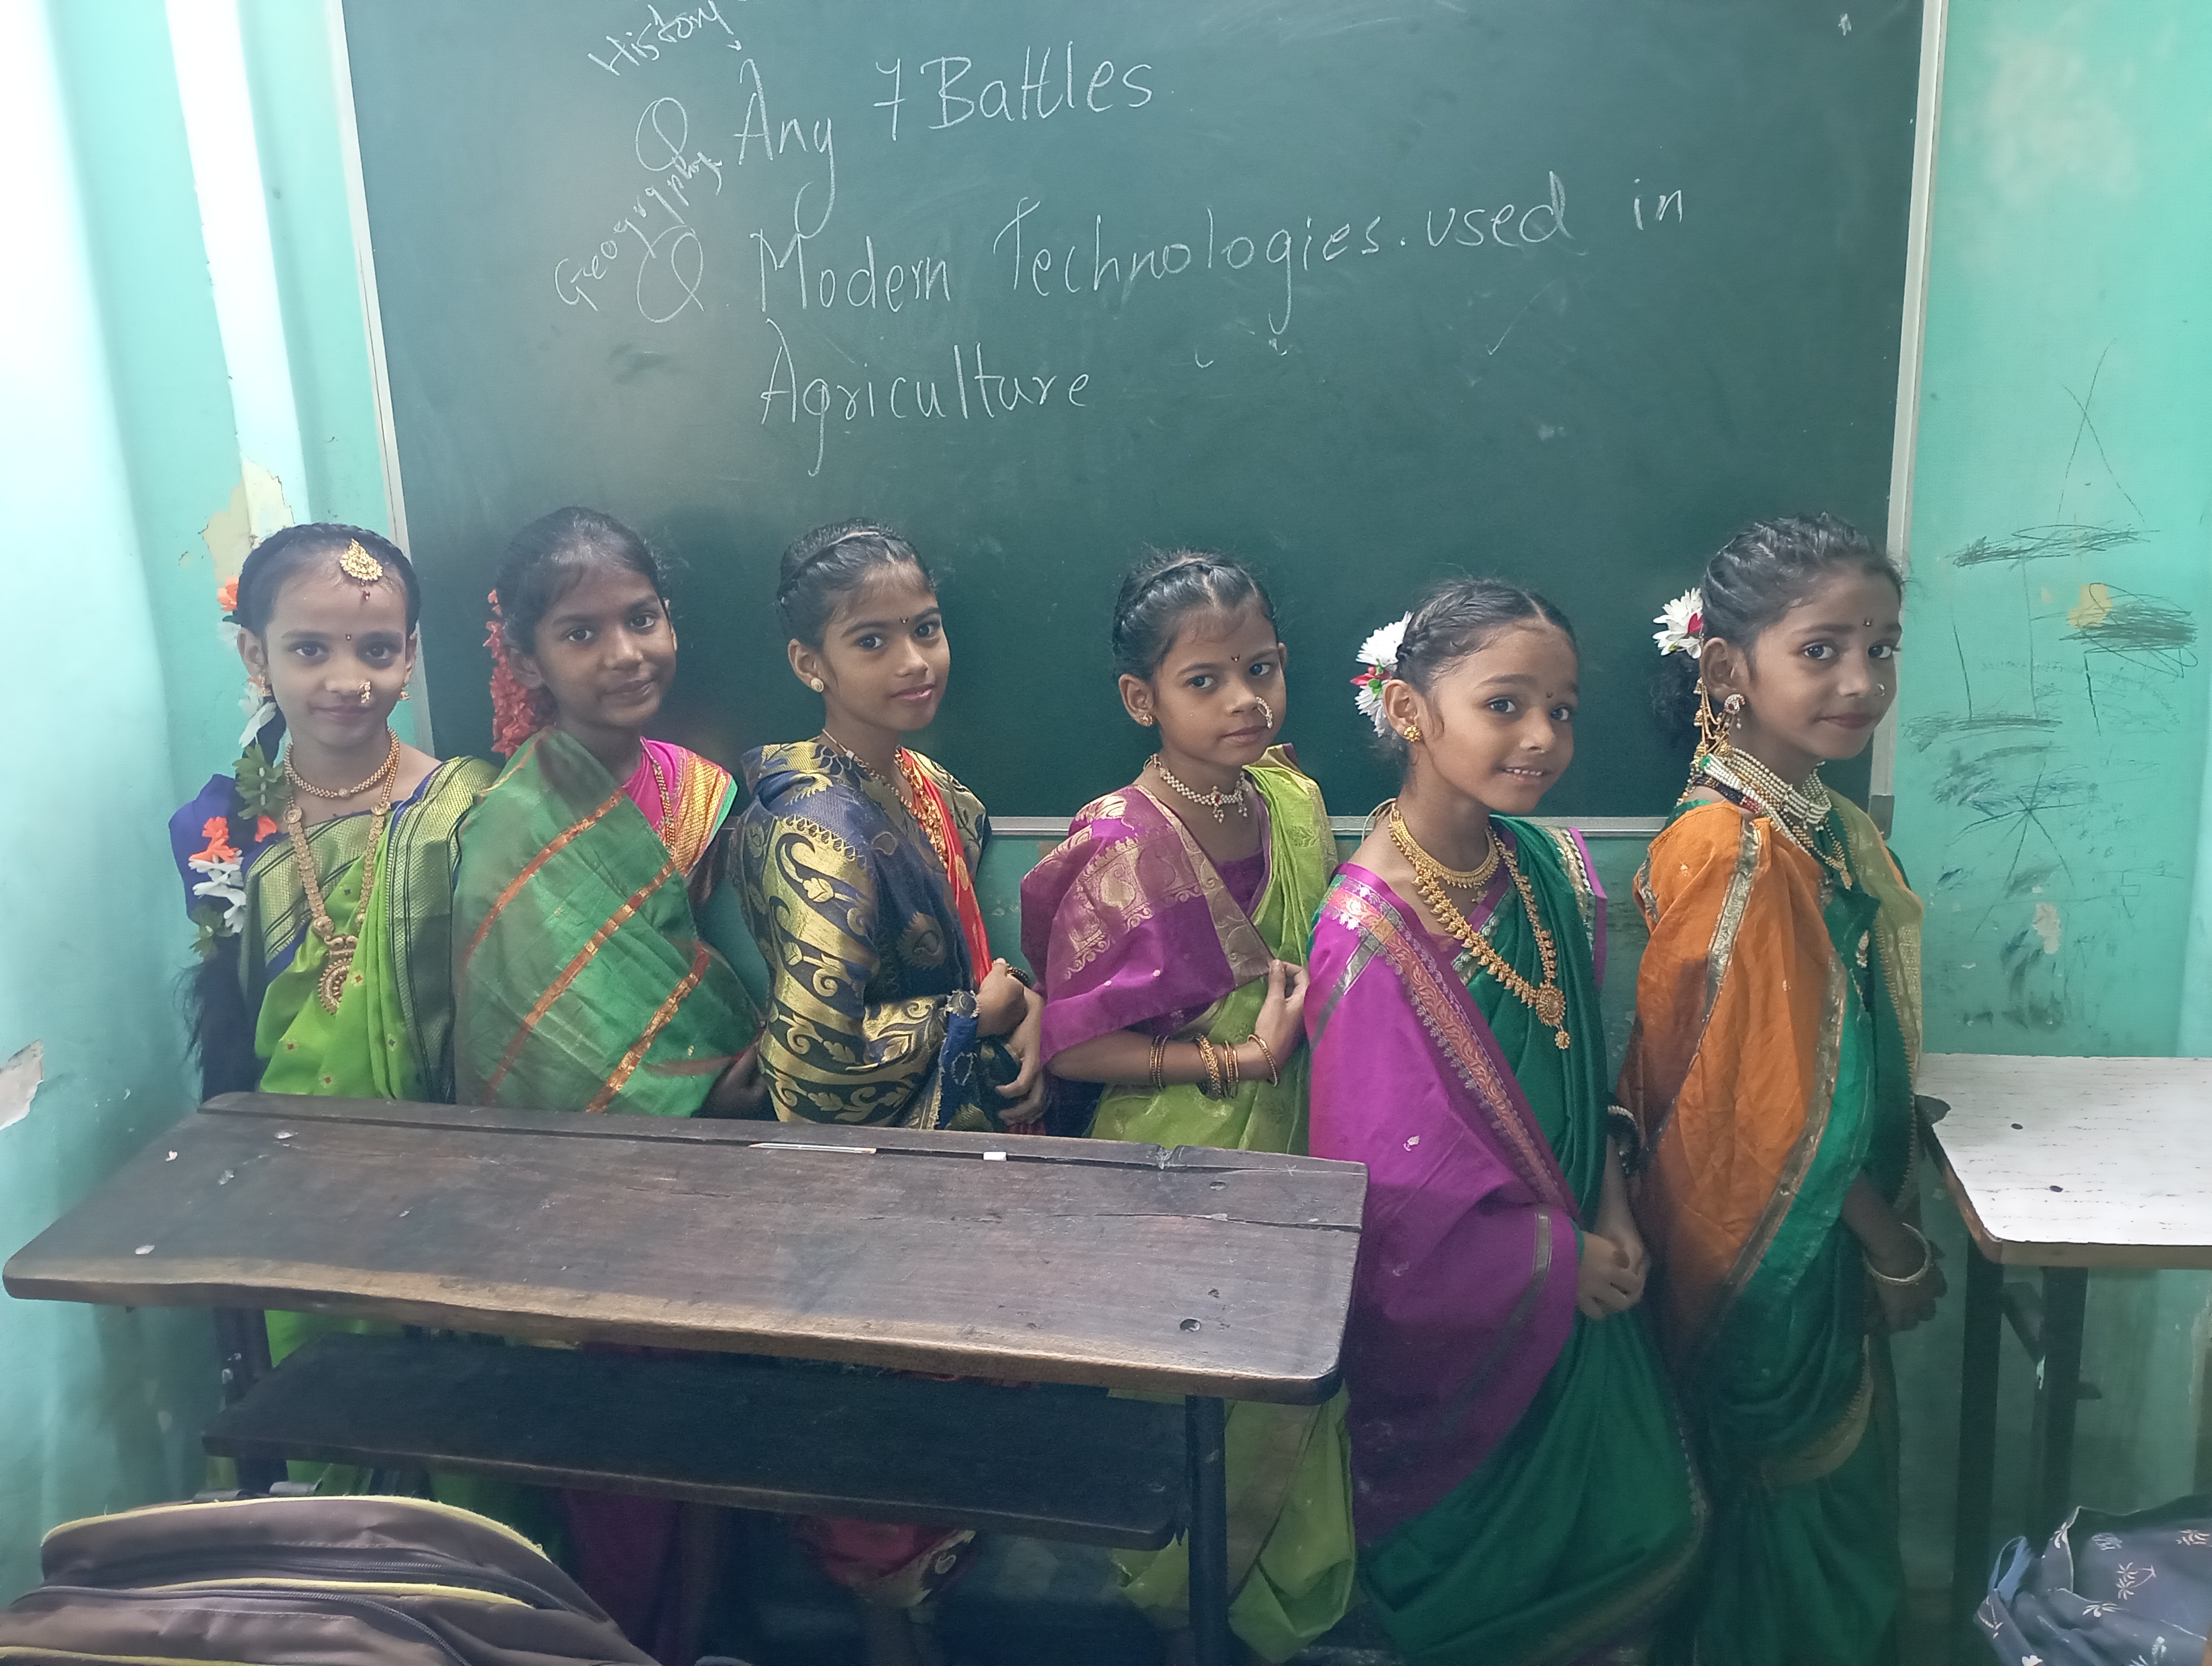 History
Q Any 7 Battles
Geography
Q Modern Technologies. used in
Agriculture